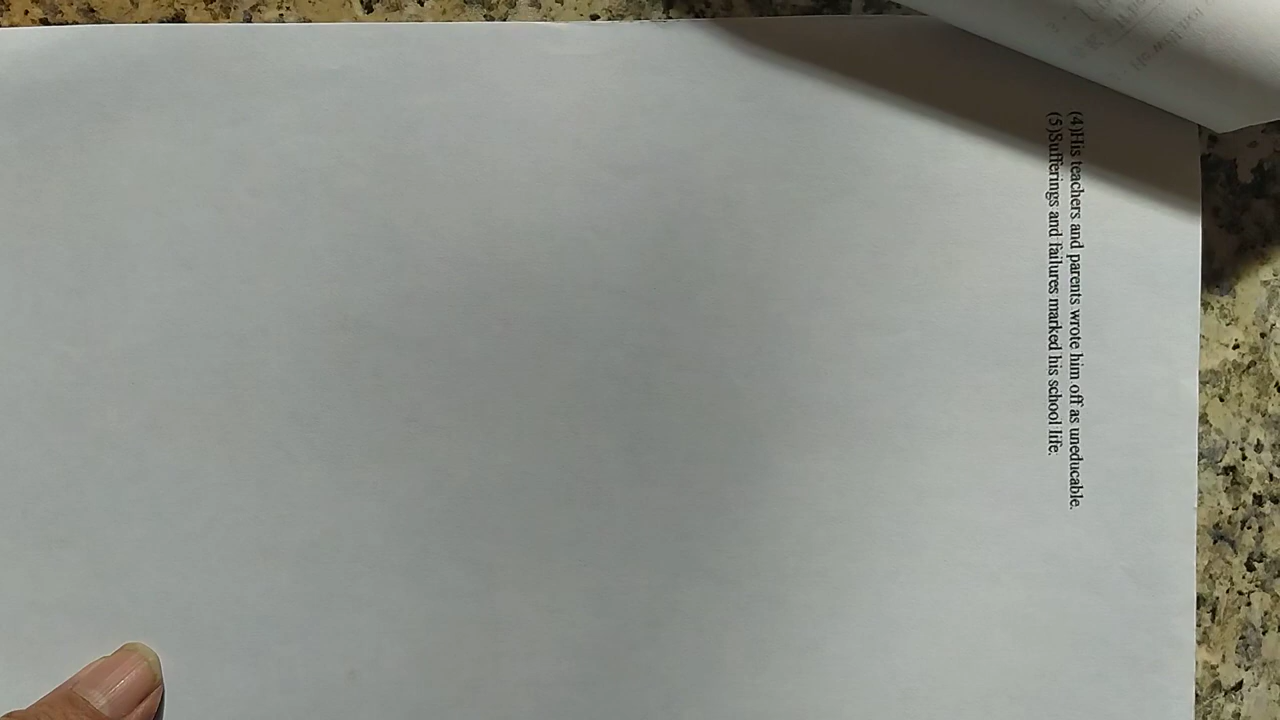 (4)His teachers and parents wrote him off as uneducable.
(5)Sufferings and failures marked his school life.